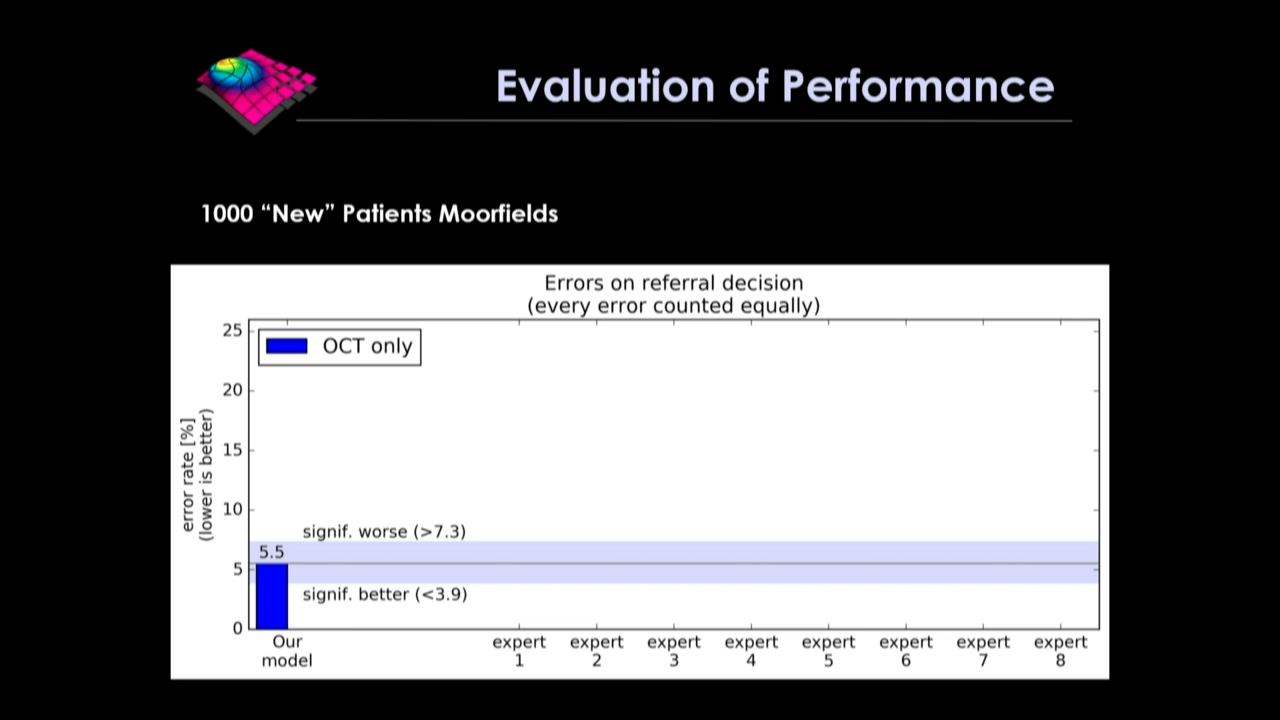 Evaluation of Performance
1000 “New” Patients Moorfields
Errors on referral decision
(every error counted equally)
OCT only
error rate [%]
(lower is better)
25
20
15
10
5
0
signif. worse (>7.3)
5.5
signif. better (<3.9)
Our
model
expert
1
expert
2
expert
3
expert
4
expert
5
expert
6
expert
7
expert
8